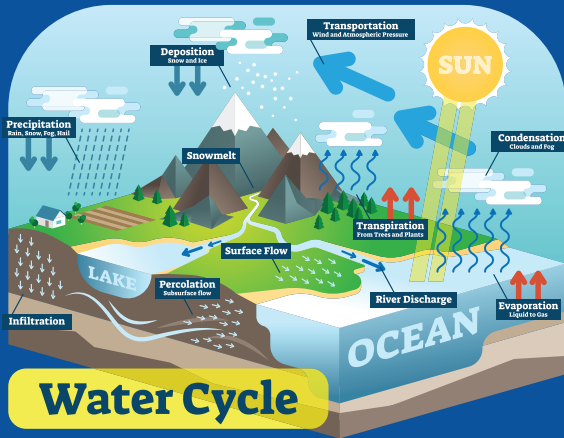 Transportation
Wind and Atmospheric Pressure
Deposition
Snow and Ice
SUN
Precipitation
Rain, Snow, Fog, Hail
Condensation
Clouds and Fog
Snowmelt
Transpiration
From Trees and Plants
Surface Flow
LAKE
Percolation
Subsurface flow
River Discharge
Evaporation
Liquid to Gas
Infiltration
OCEAN
Water Cycle